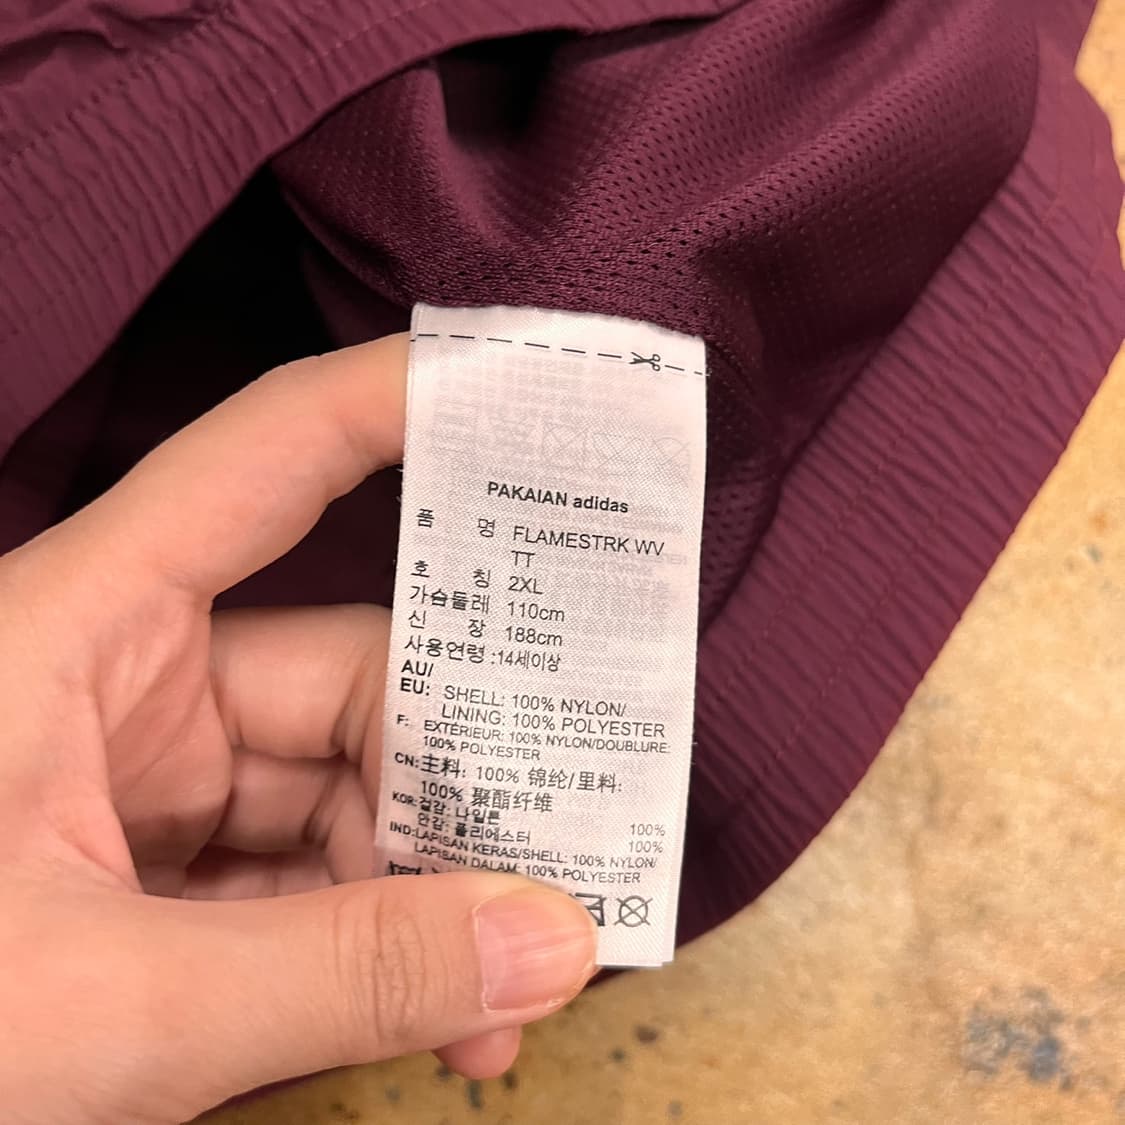 PAKAIAN adidas
품 명 FLAMESTRK WV
TT
호 칭 2XL
가슴둘레 110cm
신 장 188cm
사용연령 :14세이상
AU/
EU: SHELL: 100% NYLON/
LINING: 100% POLYESTER
F: EXTÉRIEUR: 100% NYLON/DOUBLURE:
100% POLYESTER
CN:主料: 100% 锦纶/里料:
100% 聚酯纤维
KOR:겉감: 나일론 100%
안감: 폴리에스터 100%
IND:LAPISAN KERAS/SHELL: 100% NYLON/
LAPISAN DALAM: 100% POLYESTER